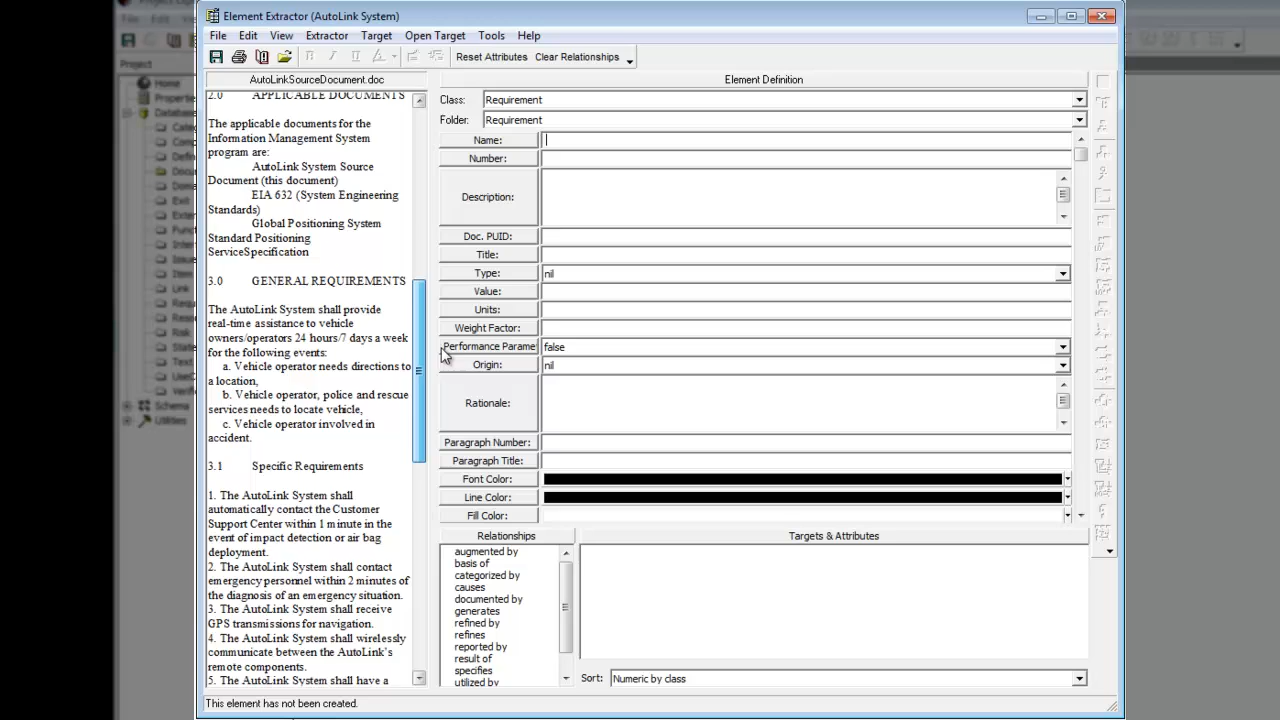 Element Extractor (AutoLink System)
File Edit View Extractor Target Open Target Tools Help
B I U A Reset Attributes Clear Relationships
AutoLinkSourceDocument.doc
Element Definition
2.0 APPLICABLE DOCUMENTS
The applicable documents for the
Information Management System
program are:
AutoLink System Source
Document (this document)
EIA 632 (System Engineering
Standards)
Global Positioning System
Standard Positioning
ServiceSpecification
3.0 GENERAL REQUIREMENTS
The AutoLink System shall provide
real-time assistance to vehicle
owners/operators 24 hours/7 days a week
for the following events:
a. Vehicle operator needs directions to
a location,
b. Vehicle operator, police and rescue
services needs to locate vehicle,
c. Vehicle operator involved in
accident.
3.1 Specific Requirements
1. The AutoLink System shall
automatically contact the Customer
Support Center within 1 minute in the
event of impact detection or air bag
deployment.
2. The AutoLink System shall contact
emergency personnel within 2 minutes of
the diagnosis of an emergency situation.
3. The AutoLink System shall receive
GPS transmissions for navigation.
4. The AutoLink System shall wirelessly
communicate between the AutoLink's
remote components.
5. The AutoLink System shall have a
Class: Requirement
Folder: Requirement
Name:
Number:
Description:
Doc. PUID:
Title:
Type: nil
Value:
Units:
Weight Factor:
Performance Parame false
Origin: nil
Rationale:
Paragraph Number:
Paragraph Title:
Font Color:
Line Color:
Fill Color:
Relationships
Targets & Attributes
augmented by
basis of
categorized by
causes
documented by
generates
refined by
refines
reported by
result of
specifies
utilized by
Sort: Numeric by class
This element has not been created.
Project
Home
Schema
Utilities